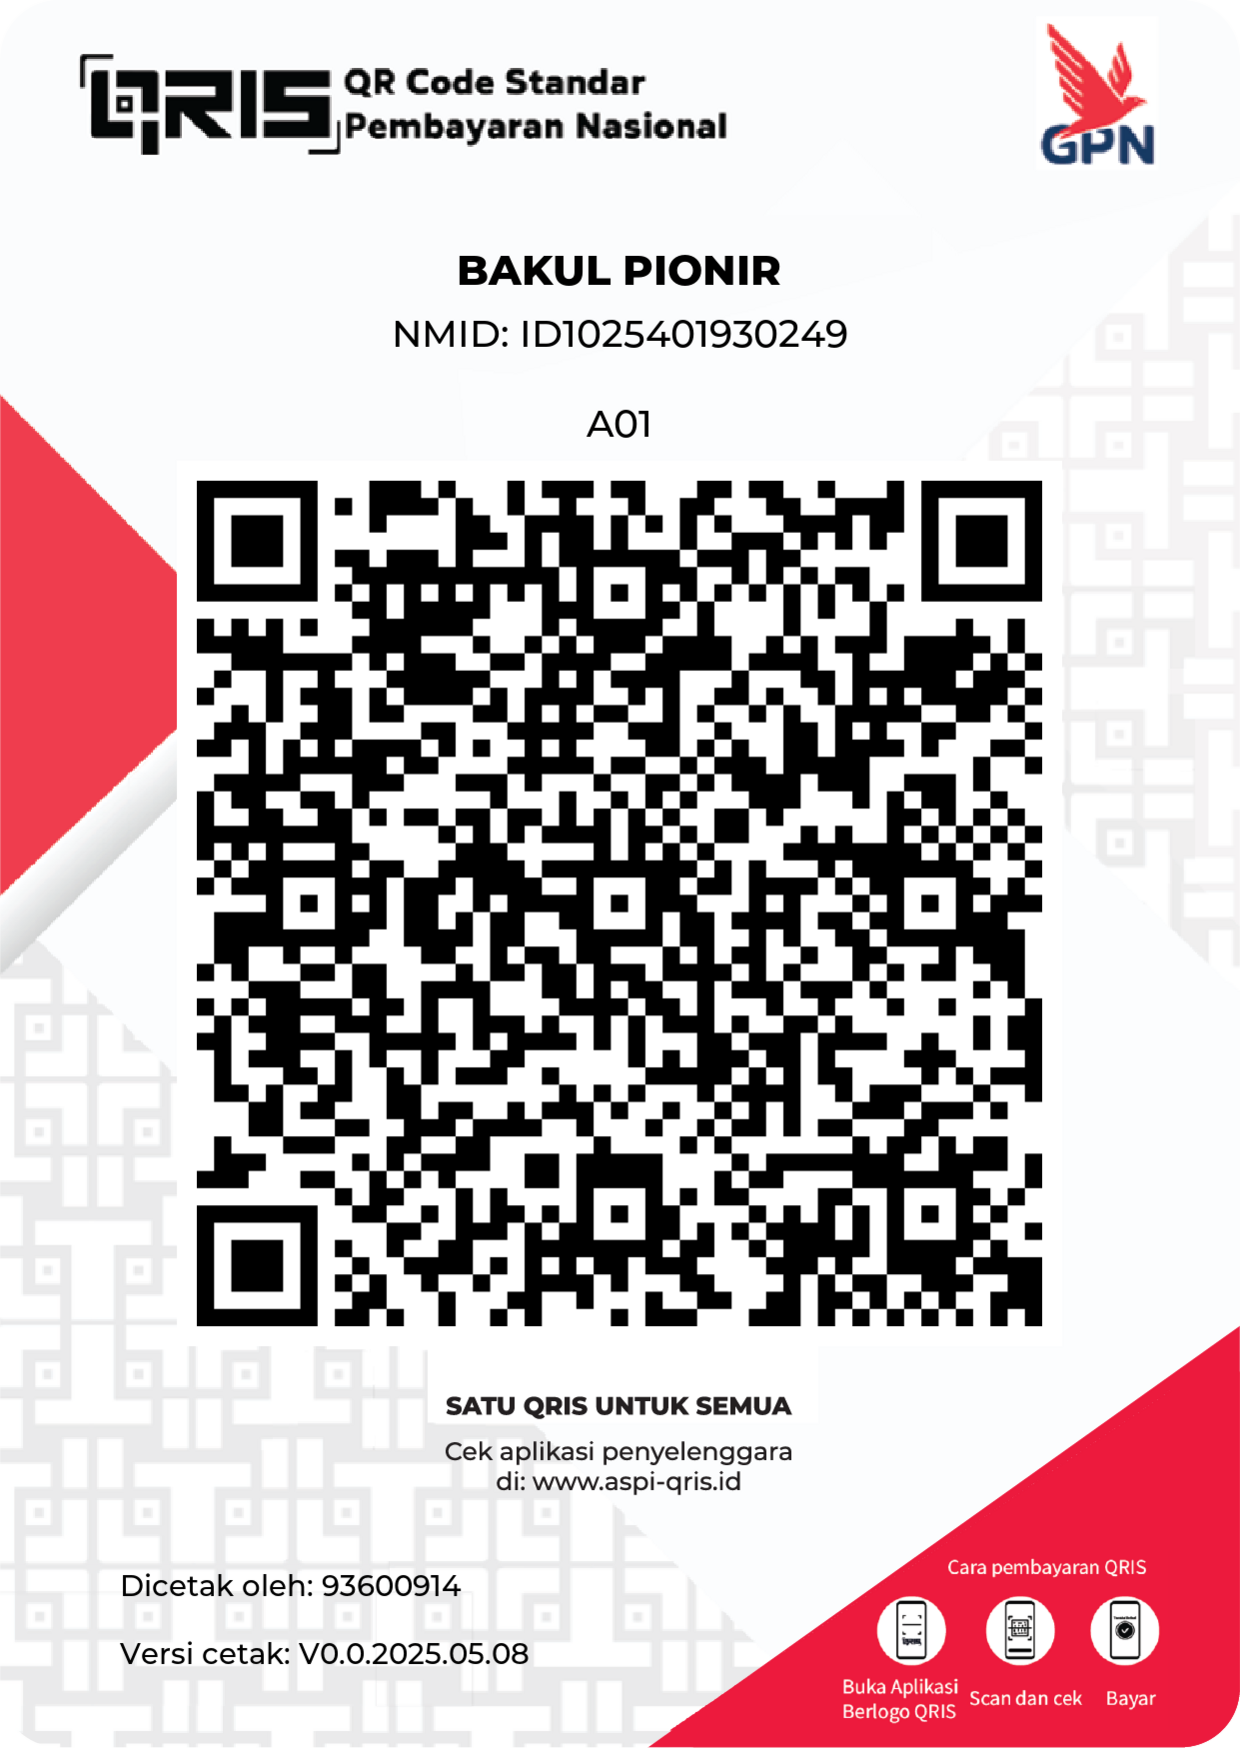 QRIS QR Code Standar
Pembayaran Nasional
GPN
BAKUL PIONIR
NMID: ID1025401930249
A01
SATU QRIS UNTUK SEMUA
Cek aplikasi penyelenggara
di: www.aspi-qris.id
Dicetak oleh: 93600914
Versi cetak: V0.0.2025.05.08
Cara pembayaran QRIS
Buka Aplikasi
Berlogo QRIS
Scan dan cek
Bayar